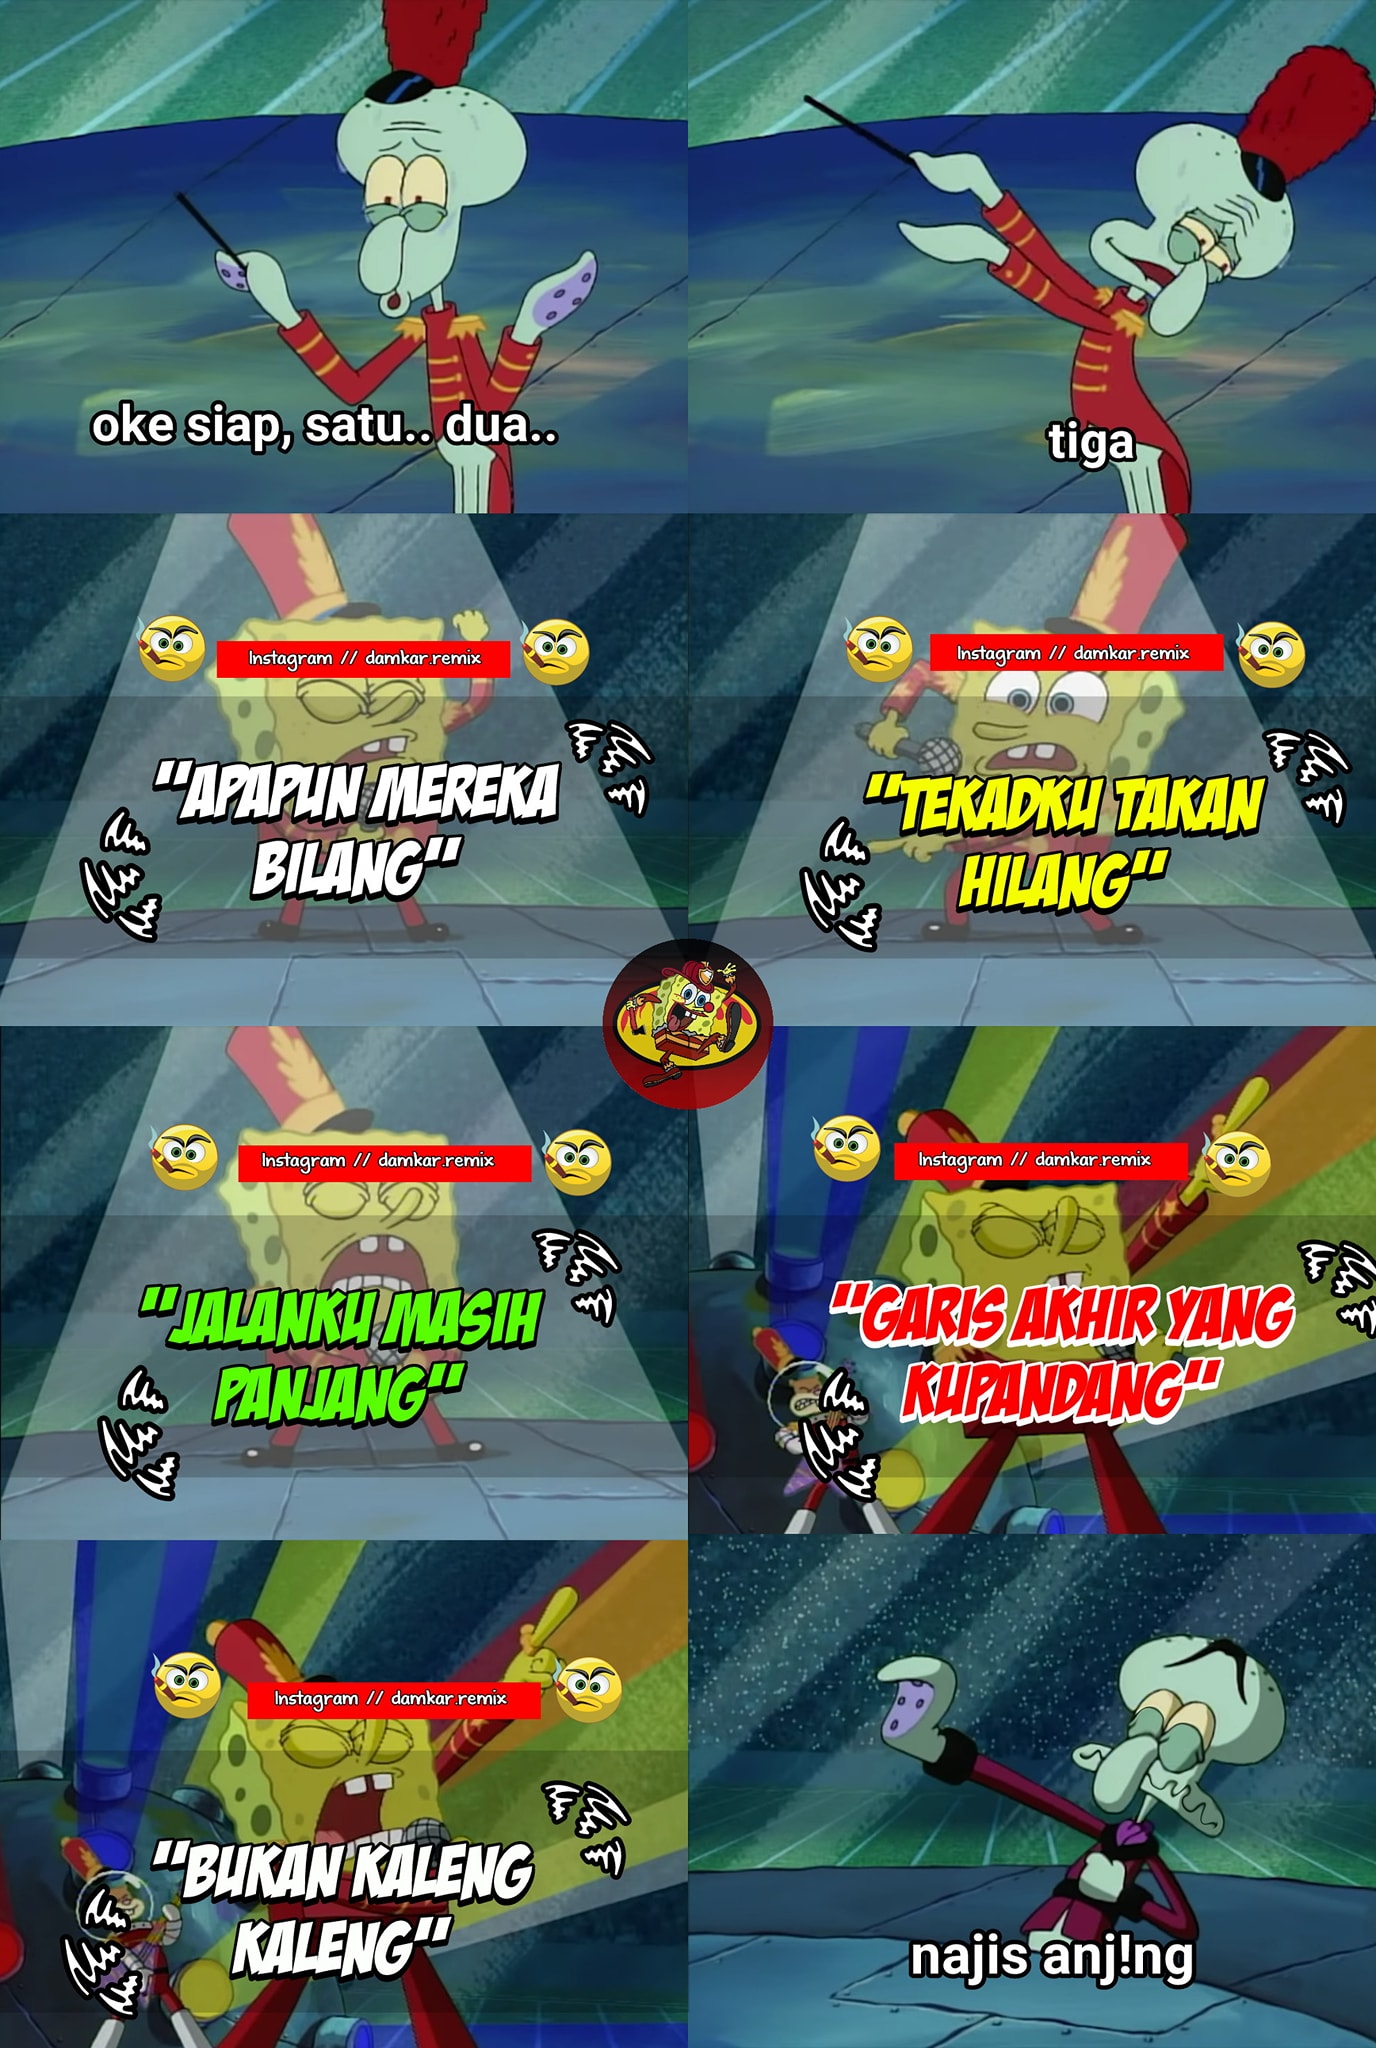 oke siap, satu.. dua..
tiga
Instagram // damkar.remix
"APAPUN MEREKA
BILANG"
Instagram // damkar.remix
"TEKADKU TAKAN
HILANG"
Instagram // damkar.remix
"JALANKU MASIH
PANJANG"
Instagram // damkar.remix
"GARIS AKHIR YANG
KUPANDANG"
Instagram // damkar.remix
"BUKAN KALENG
KALENG"
najis anj!ng